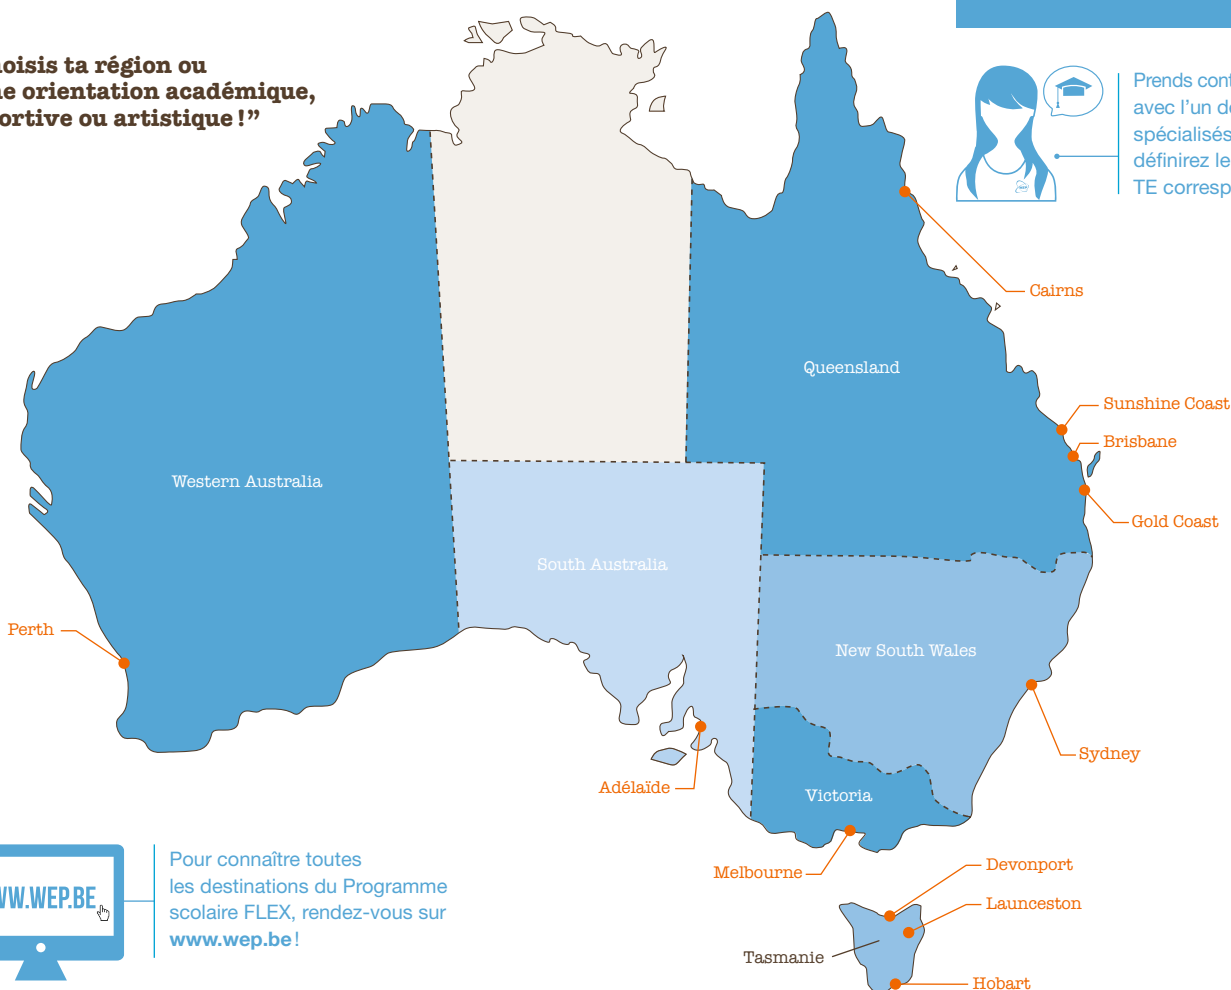 oisis ta région ou
e orientation académique,
ortive ou artistique !”
Prends cont
avec l’un de
spécialisés
définirez le
TE corresp
Cairns
Queensland
Sunshine Coast
Brisbane
Gold Coast
Western Australia
South Australia
New South Wales
Perth
Sydney
Adélaïde
Victoria
Melbourne
Devonport
Launceston
Tasmanie
Hobart
WW.WEP.BE
Pour connaître toutes
les destinations du Programme
scolaire FLEX, rendez-vous sur
www.wep.be !